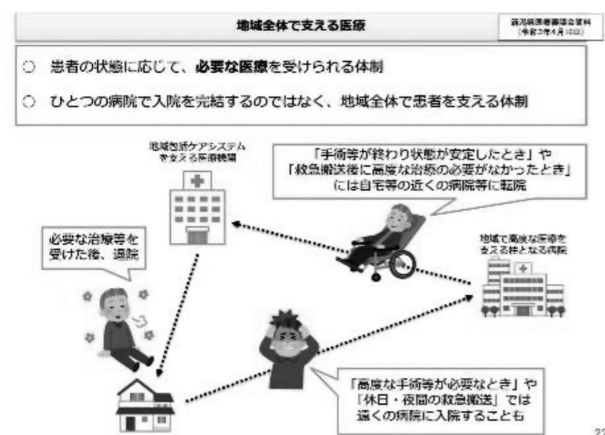 地域全体で支える医療
新潟県医療審議会資料
○ 患者の状態に応じて、必要な医療を受けられる体制
○ ひとつの病院で入院を完結するのではなく、地域全体で患者を支える体制
地域包括ケアシステム
を支える医療機関
「手術等が終わり状態が安定したとき」や
「救急搬送後に高度な治療の必要がなかったとき」
には自宅等の近くの病院等に転院
必要な治療等を
受けた後、退院
地域で高度な医療を
支える柱となる病院
「高度な手術等が必要なとき」や
「休日・夜間の救急搬送」では
遠くの病院に入院することも